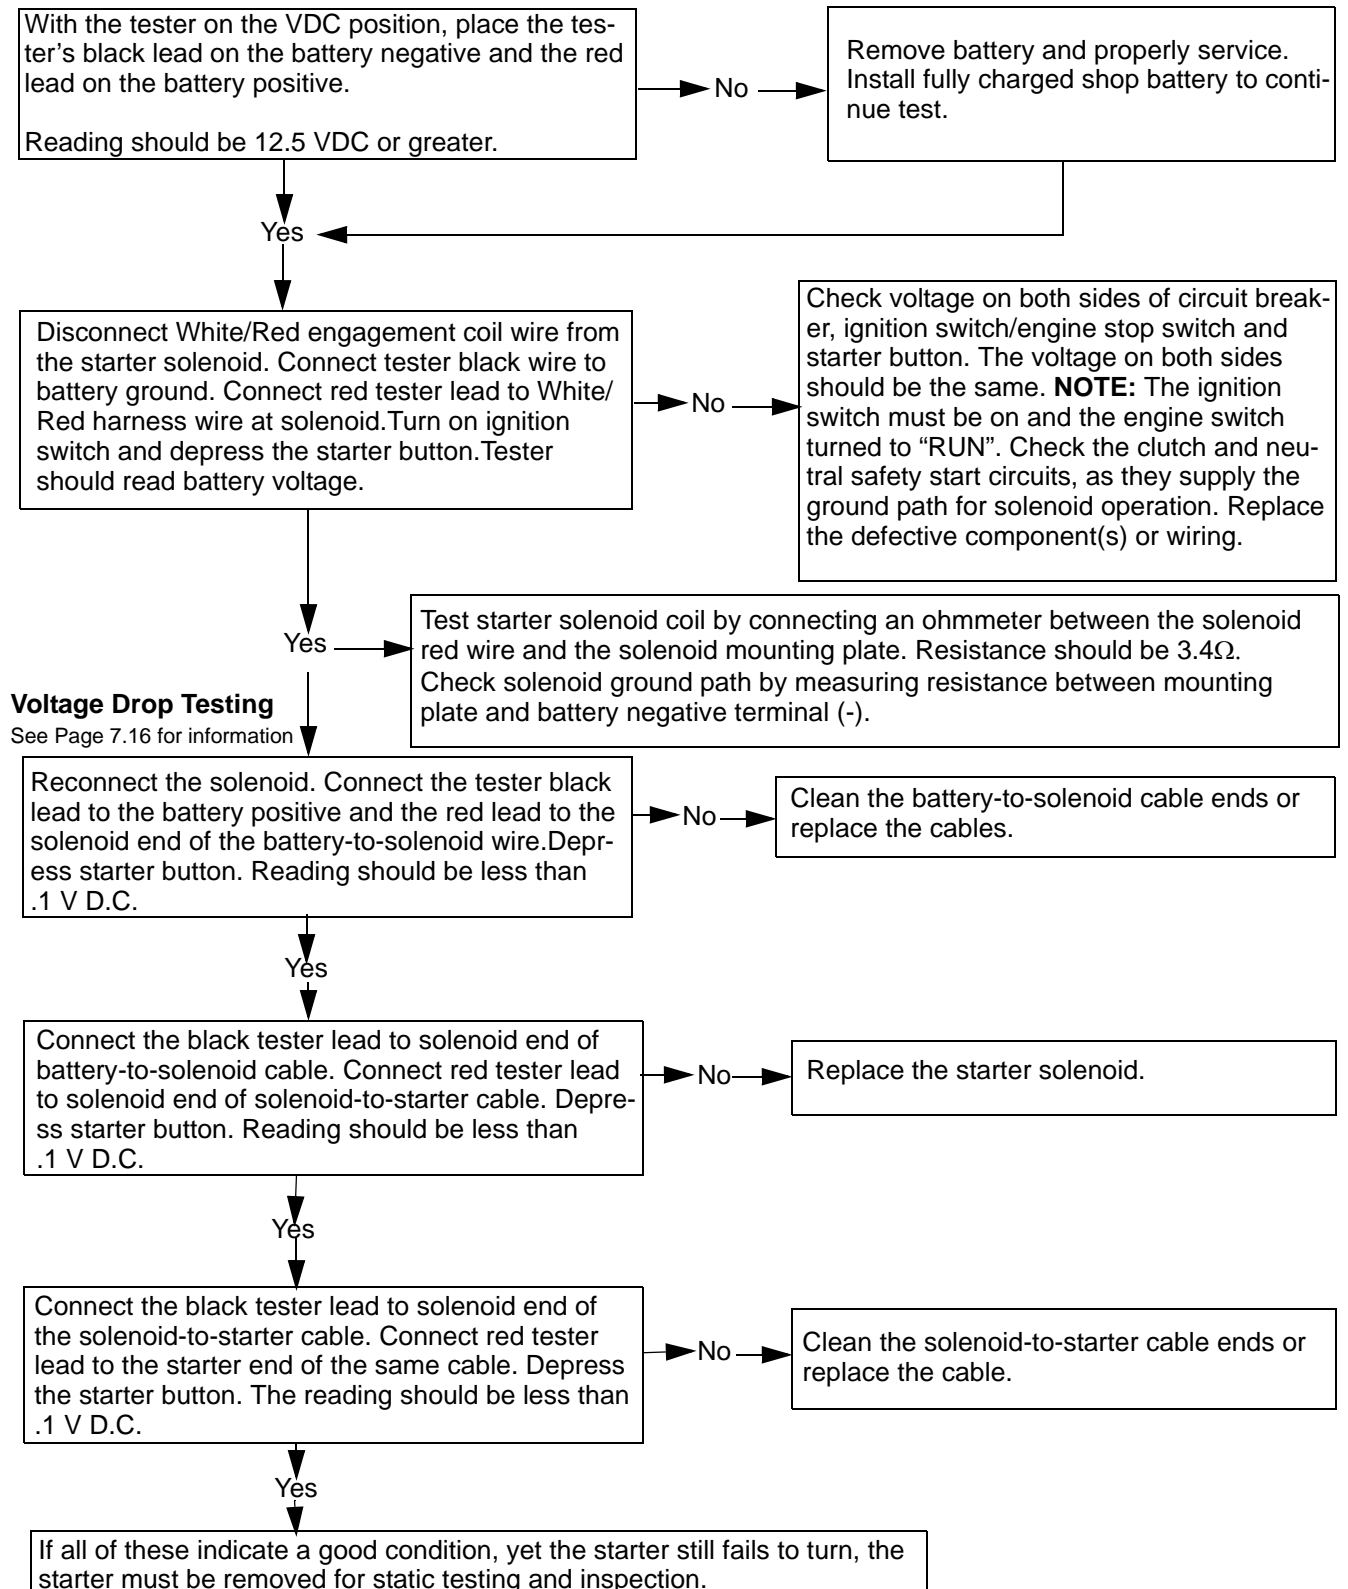 With the tester on the VDC position, place the tes-
ter's black lead on the battery negative and the red
lead on the battery positive.
Reading should be 12.5 VDC or greater.
No
Remove battery and properly service.
Install fully charged shop battery to conti-
nue test.
Yes
Disconnect White/Red engagement coil wire from
the starter solenoid. Connect tester black wire to
battery ground. Connect red tester lead to White/
Red harness wire at solenoid.Turn on ignition
switch and depress the starter button.Tester
should read battery voltage.
No
Check voltage on both sides of circuit break-
er, ignition switch/engine stop switch and
starter button. The voltage on both sides
should be the same. NOTE: The ignition
switch must be on and the engine switch
turned to “RUN”. Check the clutch and neu-
tral safety start circuits, as they supply the
ground path for solenoid operation. Replace
the defective component(s) or wiring.
Yes
Test starter solenoid coil by connecting an ohmmeter between the solenoid
red wire and the solenoid mounting plate. Resistance should be 3.4Ω.
Check solenoid ground path by measuring resistance between mounting
plate and battery negative terminal (-).
Voltage Drop Testing
See Page 7.16 for information
Reconnect the solenoid. Connect the tester black
lead to the battery positive and the red lead to the
solenoid end of the battery-to-solenoid wire.Depr-
ess starter button. Reading should be less than
.1 V D.C.
No
Clean the battery-to-solenoid cable ends or
replace the cables.
Yes
Connect the black tester lead to solenoid end of
battery-to-solenoid cable. Connect red tester lead
to solenoid end of solenoid-to-starter cable. Depre-
ss starter button. Reading should be less than
.1 V D.C.
No
Replace the starter solenoid.
Yes
Connect the black tester lead to solenoid end of
the solenoid-to-starter cable. Connect red tester
lead to the starter end of the same cable. Depress
the starter button. The reading should be less than
.1 V D.C.
No
Clean the solenoid-to-starter cable ends or
replace the cable.
Yes
If all of these indicate a good condition, yet the starter still fails to turn, the
starter must be removed for static testing and inspection.